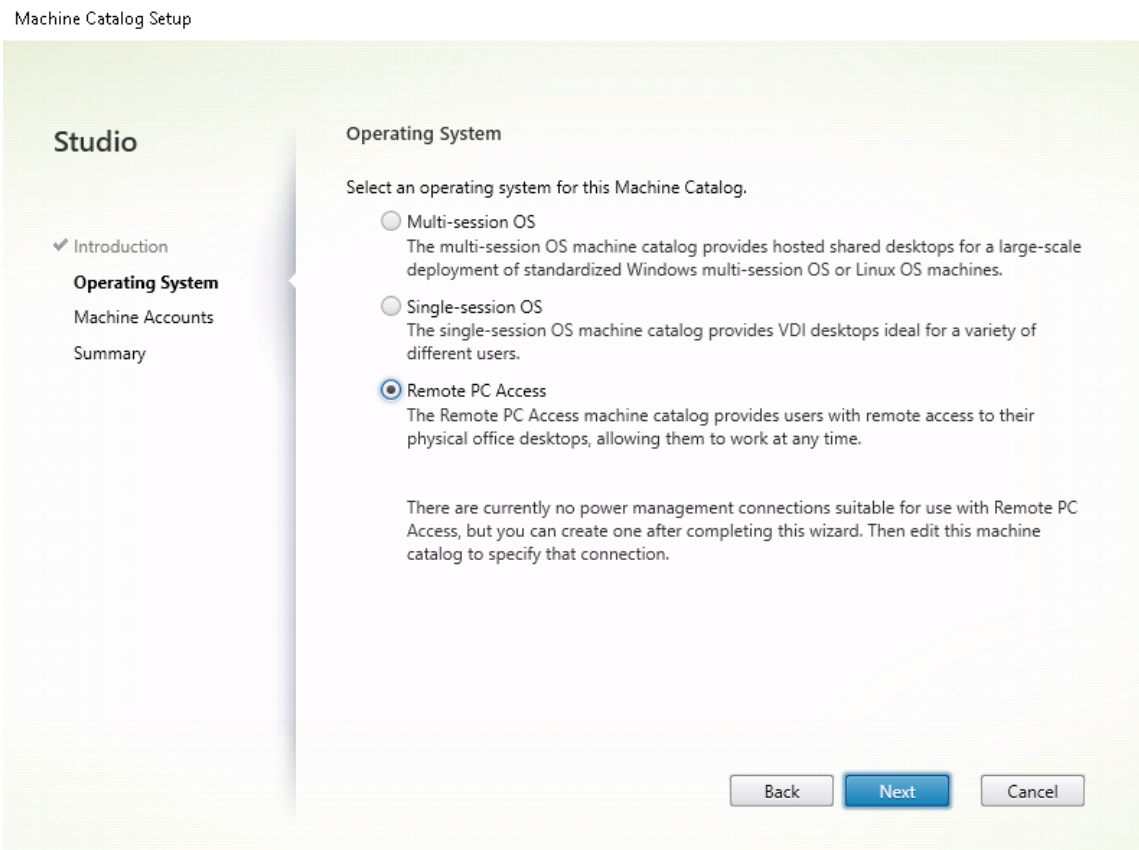 Machine Catalog Setup
Studio
Introduction
Operating System
Machine Accounts
Summary
Operating System
Select an operating system for this Machine Catalog.
Multi-session OS
The multi-session OS machine catalog provides hosted shared desktops for a large-scale
deployment of standardized Windows multi-session OS or Linux OS machines.
Single-session OS
The single-session OS machine catalog provides VDI desktops ideal for a variety of
different users.
Remote PC Access
The Remote PC Access machine catalog provides users with remote access to their
physical office desktops, allowing them to work at any time.
There are currently no power management connections suitable for use with Remote PC
Access, but you can create one after completing this wizard. Then edit this machine
catalog to specify that connection.
Back
Next
Cancel